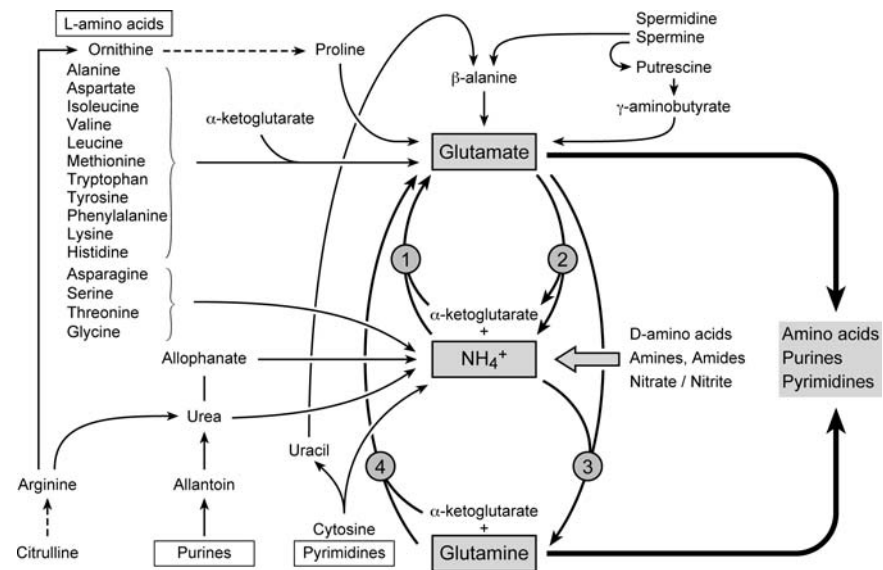 L-amino acids
Ornithine
Proline
Spermidine
Spermine
Putrescine
β-alanine
γ-aminobutyrate
Alanine
Aspartate
Isoleucine
Valine
Leucine
Methionine
Tryptophan
Tyrosine
Phenylalanine
Lysine
Histidine
α-ketoglutarate
Glutamate
Asparagine
Serine
Threonine
Glycine
1
2
α-ketoglutarate
+
NH₄⁺
D-amino acids
Amines, Amides
Nitrate / Nitrite
Amino acids
Purines
Pyrimidines
Allophanate
Urea
Uracil
4
3
Arginine
Allantoin
α-ketoglutarate
+
Glutamine
Citrulline
Purines
Cytosine
Pyrimidines